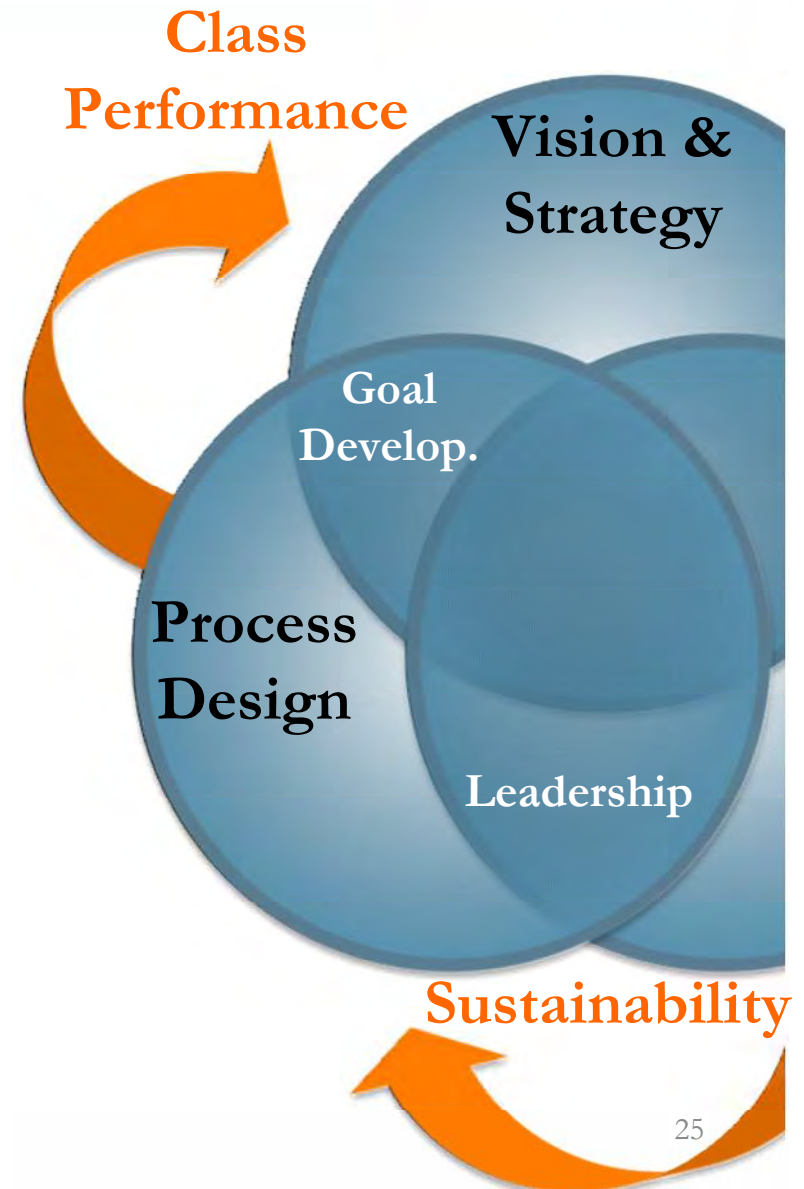 Class
Performance
Vision &
Strategy
Goal
Develop.
Process
Design
Leadership
Sustainability
25